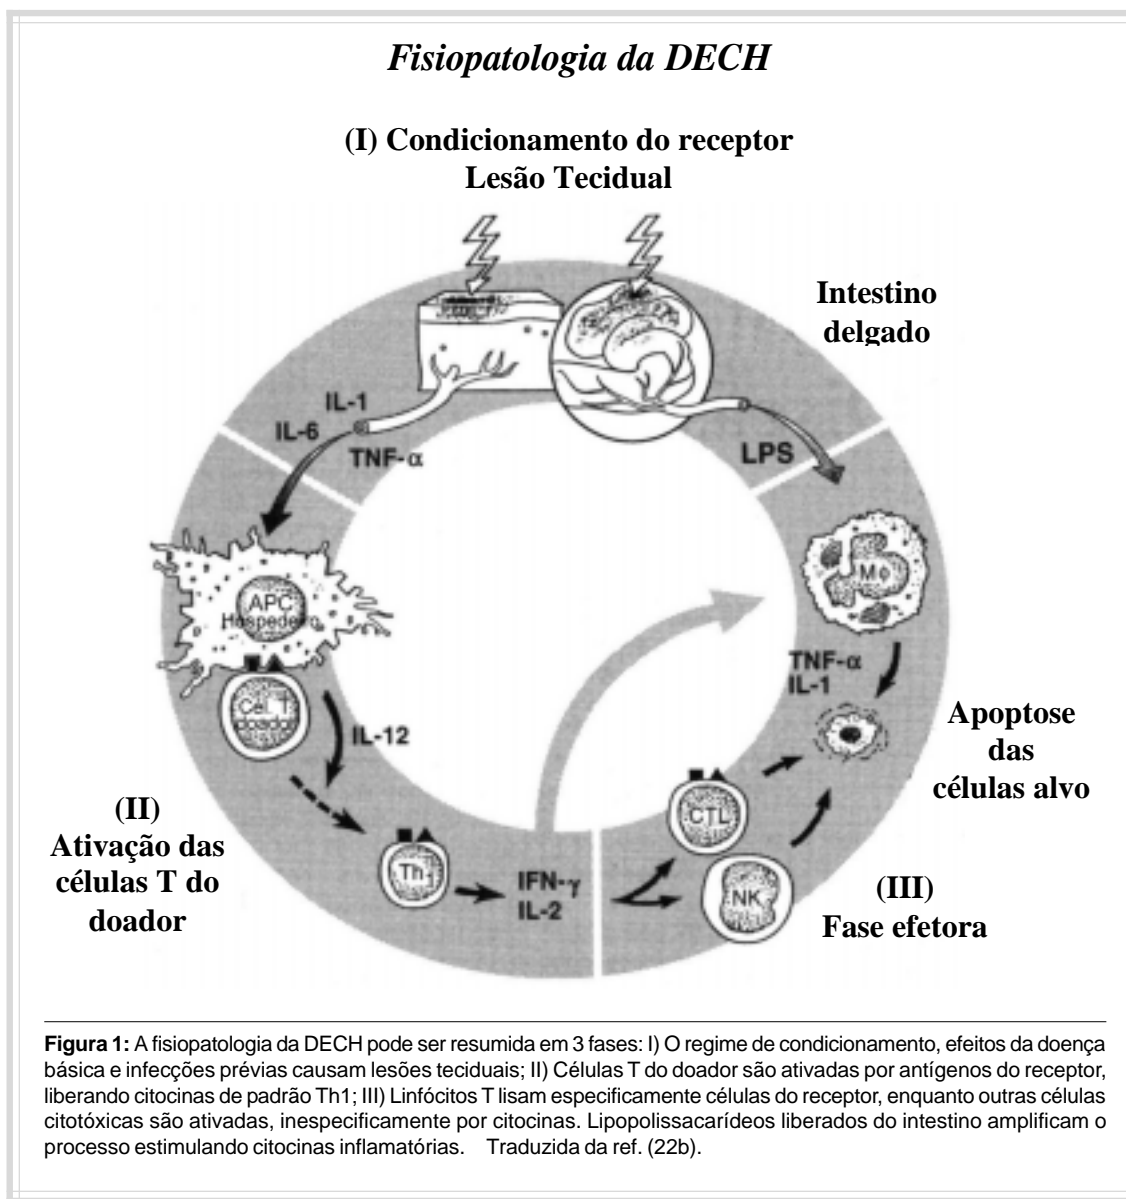 Fisiopatologia da DECH
(I) Condicionamento do receptor
Lesão Tecidual
Intestino
delgado
IL-1
IL-6
TNF-α
LPS
APC
Hospedeiro
Cel. T
doador
IL-12
Mφ
TNF-α
IL-1
Apoptose
das
células alvo
(II)
Ativação das
células T do
doador
Th1
IFN-γ
IL-2
CTL
NK
(III)
Fase efetora
Figura 1: A fisiopatologia da DECH pode ser resumida em 3 fases: I) O regime de condicionamento, efeitos da doença
básica e infecções prévias causam lesões teciduais; II) Células T do doador são ativadas por antígenos do receptor,
liberando citocinas de padrão Th1; III) Linfócitos T lisam especificamente células do receptor, enquanto outras células
citotóxicas são ativadas, inespecificamente por citocinas. Lipopolissacarídeos liberados do intestino amplificam o
processo estimulando citocinas inflamatórias. Traduzida da ref. (22b).